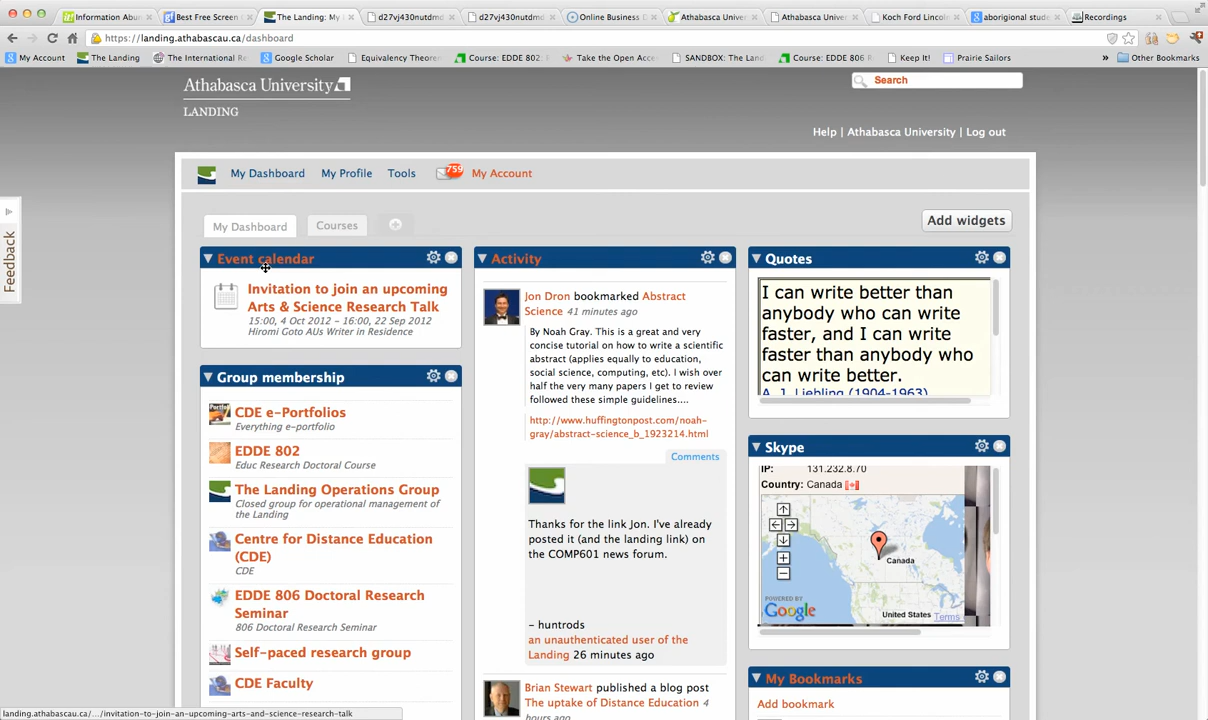 Information Abu
Best Free Screen
The Landing: My L
d27vj430nutdmd
d27vj430nutdmd
Online Business D
Athabasca Univer
Athabasca Univer
Koch Ford Lincoln
aborigional stude
Recordings
https://landing.athabascau.ca/dashboard
My Account
The Landing
The International Re
Google Scholar
Equivalency Theore
Course: EDDE 802:
Take the Open Acce
SANDBOX: The Land
Course: EDDE 806 R
Keep It!
Prairie Sailors
»
Other Bookmarks
Athabasca University
LANDING
Search
Help | Athabasca University | Log out
My Dashboard
My Profile
Tools
759
My Account
Feedback
My Dashboard
Courses
Add widgets
Event calendar
Invitation to join an upcoming
Arts & Science Research Talk
15:00, 4 Oct 2012 - 16:00, 22 Sep 2012
Hiromi Goto AUs Writer in Residence
Group membership
CDE e-Portfolios
Everything e-portfolio
EDDE 802
Educ Research Doctoral Course
The Landing Operations Group
Closed group for operational management of
the Landing
Centre for Distance Education
(CDE)
CDE
EDDE 806 Doctoral Research
Seminar
806 Doctoral Research Seminar
Self-paced research group
CDE Faculty
Activity
Jon Dron bookmarked Abstract
Science 41 minutes ago
By Noah Gray. This is a great and very
concise tutorial on how to write a scientific
abstract (applies equally to education,
social science, computing, etc). I wish over
half the very many papers I get to review
followed these simple guidelines....
http://www.huffingtonpost.com/noah-
gray/abstract-science_b_1923214.html
Comments
Thanks for the link Jon. I've already
posted it (and the landing link) on
the COMP601 news forum.
- huntrods
an unauthenticated user of the
Landing 26 minutes ago
Brian Stewart published a blog post
The uptake of Distance Education 4
hours ago
Quotes
I can write better than
anybody who can write
faster, and I can write
faster than anybody who
can write better.
A. J. Liebling (1904-1963)
Skype
IP: 131.232.8.70
Country: Canada
Canada
POWERED BY
Google
United States
Terms
My Bookmarks
Add bookmark
landing.athabascau.ca/.../invitation-to-join-an-upcoming-arts-and-science-research-talk